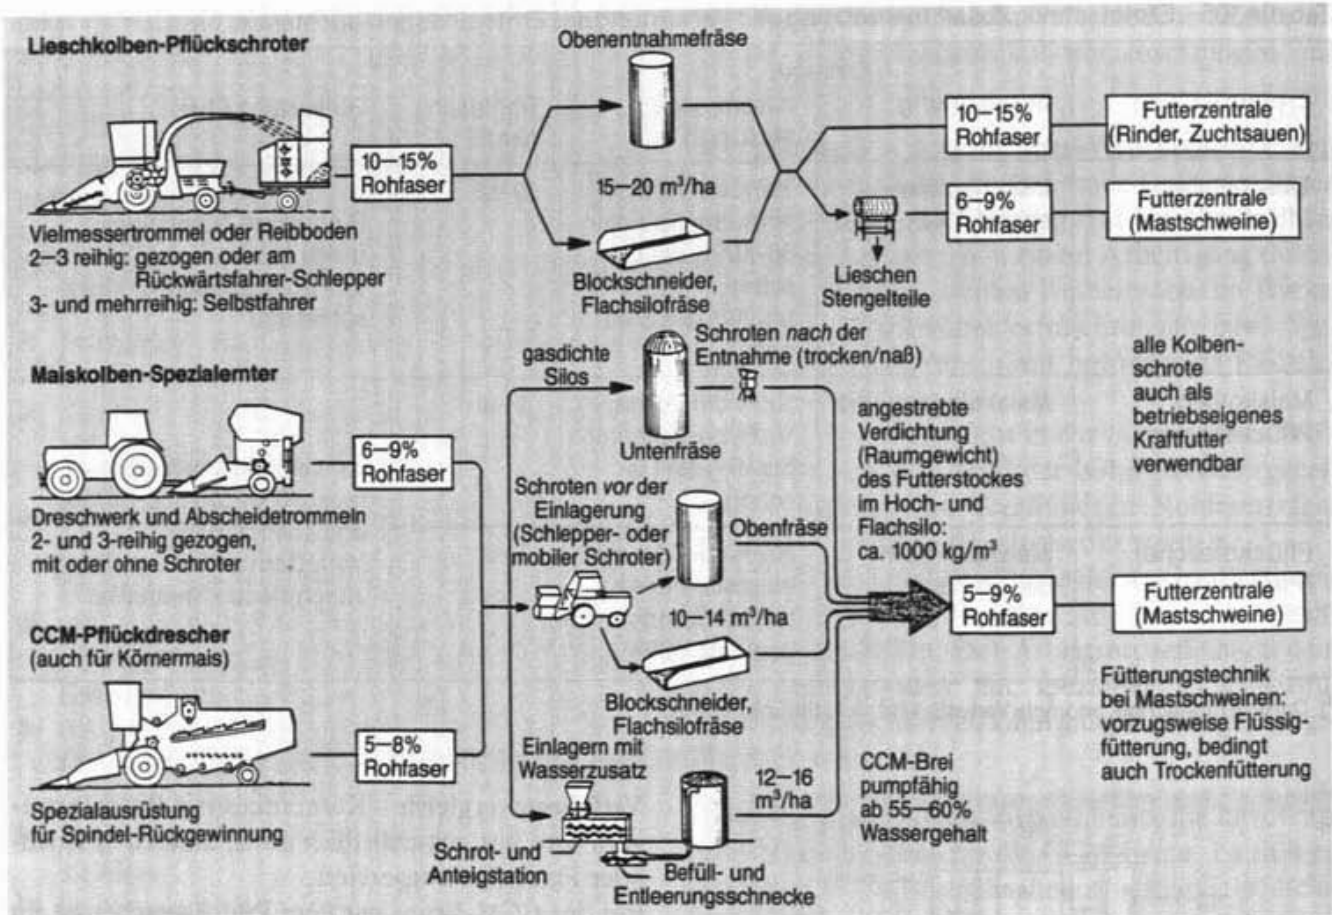 Lieschkolben-Pflückschroter
Vielmessertrommel oder Reibboden
2–3 reihig: gezogen oder am
Rückwärtsfahrer-Schlepper
3- und mehrreihig: Selbstfahrer
10–15%
Rohfaser
Obenentnahmefräse
15–20 m³/ha
Blockschneider,
Flachsilofräse
10–15%
Rohfaser
Futterzentrale
(Rinder, Zuchtsauen)
6–9%
Rohfaser
Futterzentrale
(Mastschweine)
Lieschen
Stengelteile
Maiskolben-Spezialernter
Dreschwerk und Abscheidetrommeln
2- und 3-reihig gezogen,
mit oder ohne Schroter
6–9%
Rohfaser
gasdichte
Silos
Untenfräse
Schroten nach der
Entnahme (trocken/naß)
Schroten vor der
Einlagerung
(Schlepper- oder
mobiler Schroter)
Obenfräse
10–14 m³/ha
Blockschneider,
Flachsilofräse
angestrebte
Verdichtung
(Raumgewicht)
des Futterstockes
im Hoch- und
Flachsilo:
ca. 1000 kg/m³
alle Kolben-
schrote
auch als
betriebseigenes
Kraftfutter
verwendbar
5–9%
Rohfaser
Futterzentrale
(Mastschweine)
CCM-Pflückdrescher
(auch für Körnermais)
Spezialausrüstung
für Spindel-Rückgewinnung
5–8%
Rohfaser
Einlagern mit
Wasserzusatz
Schrot- und
Anteigstation
Befüll- und
Entleerungsschnecke
12–16
m³/ha
CCM-Brei
pumpfähig
ab 55–60%
Wassergehalt
Fütterungstechnik
bei Mastschweinen:
vorzugsweise Flüssig-
fütterung, bedingt
auch Trockenfütterung